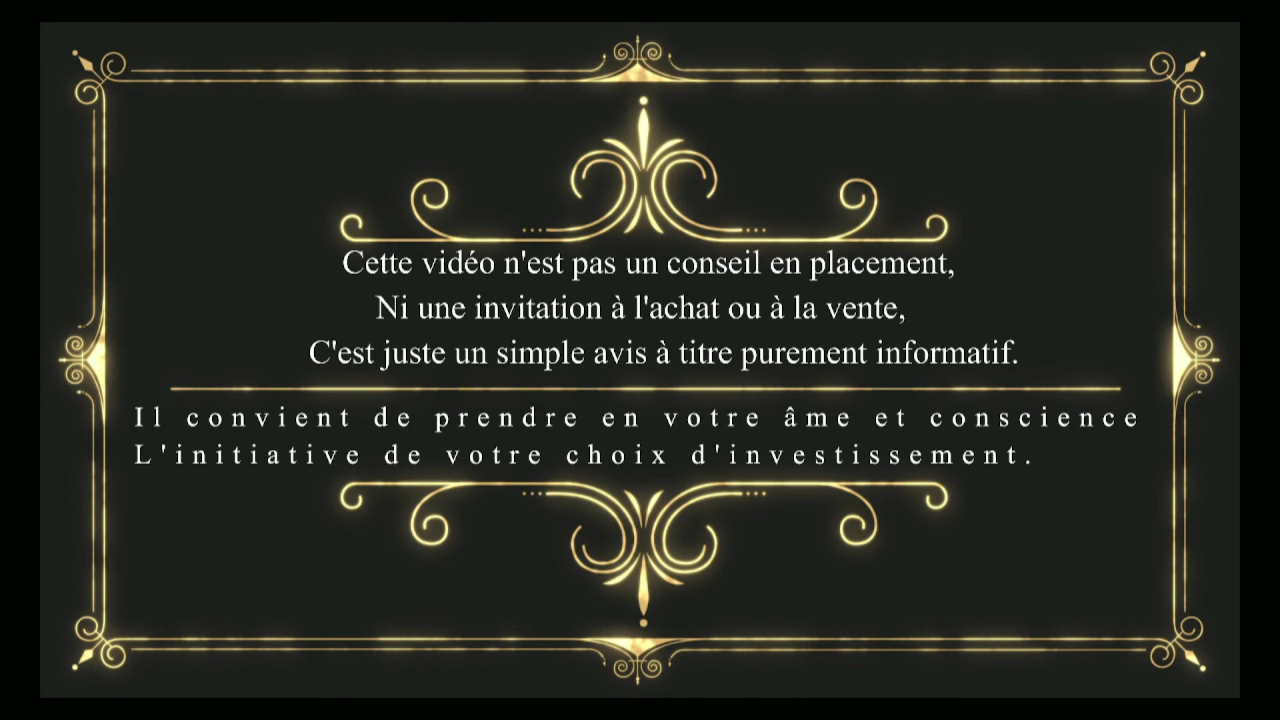 Cette vidéo n'est pas un conseil en placement,
Ni une invitation à l'achat ou à la vente,
C'est juste un simple avis à titre purement informatif.
Il convient de prendre en votre âme et conscience
L'initiative de votre choix d'investissement.